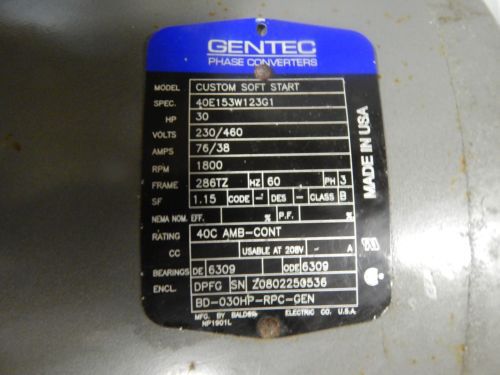 GENTEC
PHASE CONVERTERS
MODEL CUSTOM SOFT START
SPEC. 40E153W123G1
HP 30
VOLTS 230/460
AMPS 76/38
RPM 1800
FRAME 286TZ HZ 60 PH 3
SF 1.15 CODE - DES - CLASS B
NEMA NOM. EFF. % P.F. %
RATING 40C AMB-CONT
CC USABLE AT 208V A
BEARINGS DE 6309 ODE 6309
ENCL. DPFG SN Z0802250536
BD-030HP-RPC-GEN
MFG. BY BALDOR ELECTRIC CO. U.S.A.
NP1901L
MADE IN USA